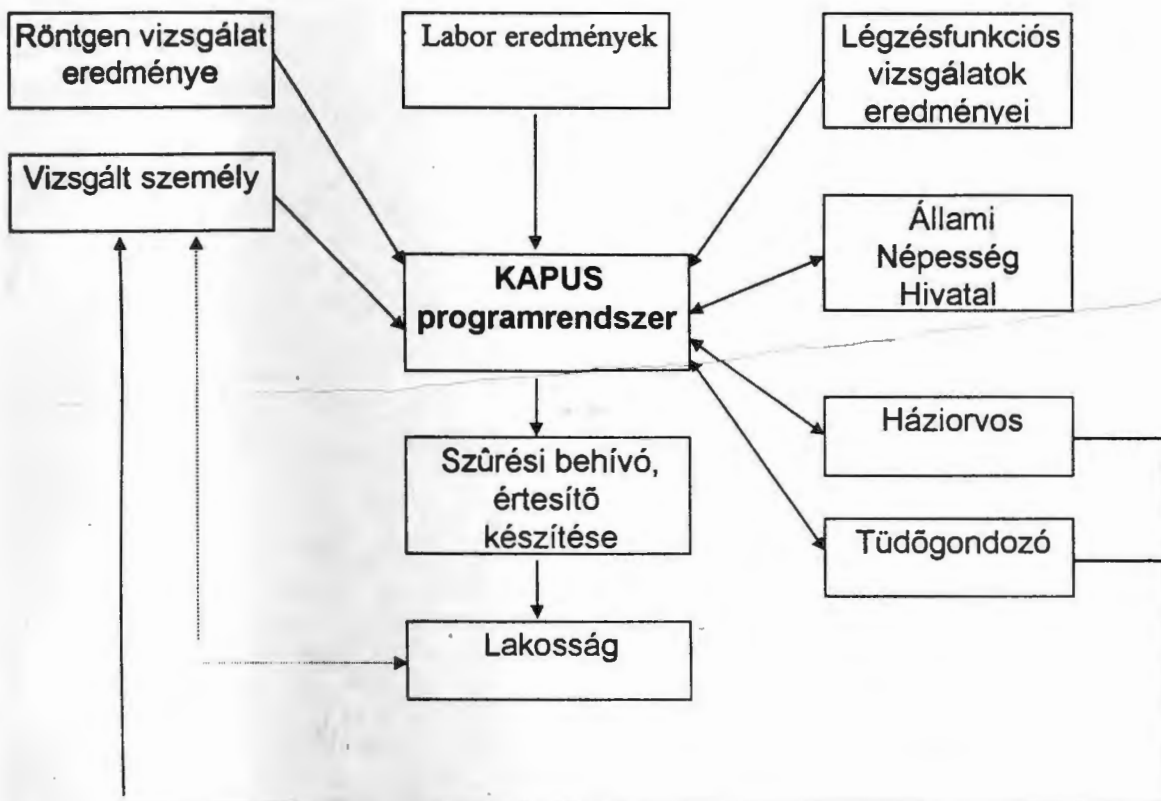 Röntgen vizsgálat
eredménye
Labor eredmények
Légzésfunkciós
vizsgálatok
eredményei
Vizsgált személy
Állami
Népesség
Hivatal
KAPUS
programrendszer
Háziorvos
Szûrési behívó,
értesítõ
készítése
Tüdõgondozó
Lakosság